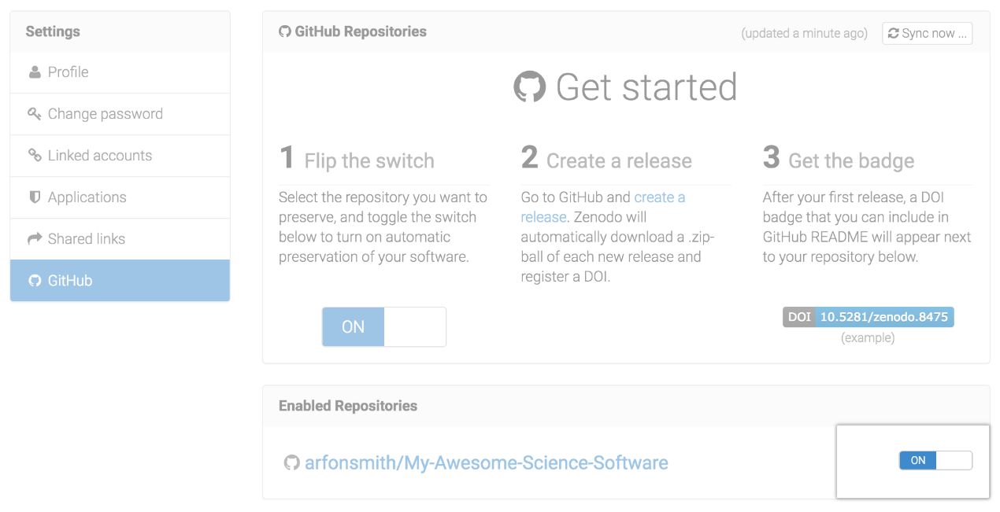 Settings
Profile
Change password
Linked accounts
Applications
Shared links
GitHub
GitHub Repositories
(updated a minute ago)
Sync now ...
Get started
1 Flip the switch
Select the repository you want to
preserve, and toggle the switch
below to turn on automatic
preservation of your software.
ON
2 Create a release
Go to GitHub and create a
release. Zenodo will
automatically download a .zip-
ball of each new release and
register a DOI.
3 Get the badge
After your first release, a DOI
badge that you can include in
GitHub README will appear next
to your repository below.
DOI 10.5281/zenodo.8475
(example)
Enabled Repositories
arfonsmith/My-Awesome-Science-Software
ON